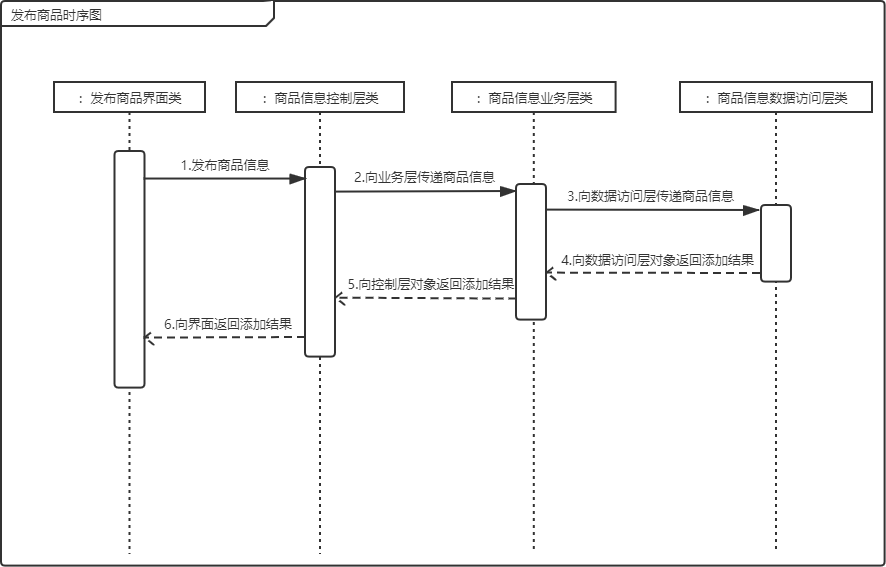 发布商品时序图
: 发布商品界面类
: 商品信息控制层类
: 商品信息业务层类
: 商品信息数据访问层类
1.发布商品信息
2.向业务层传递商品信息
3.向数据访问层传递商品信息
4.向数据访问层对象返回添加结果
5.向控制层对象返回添加结果
6.向界面返回添加结果